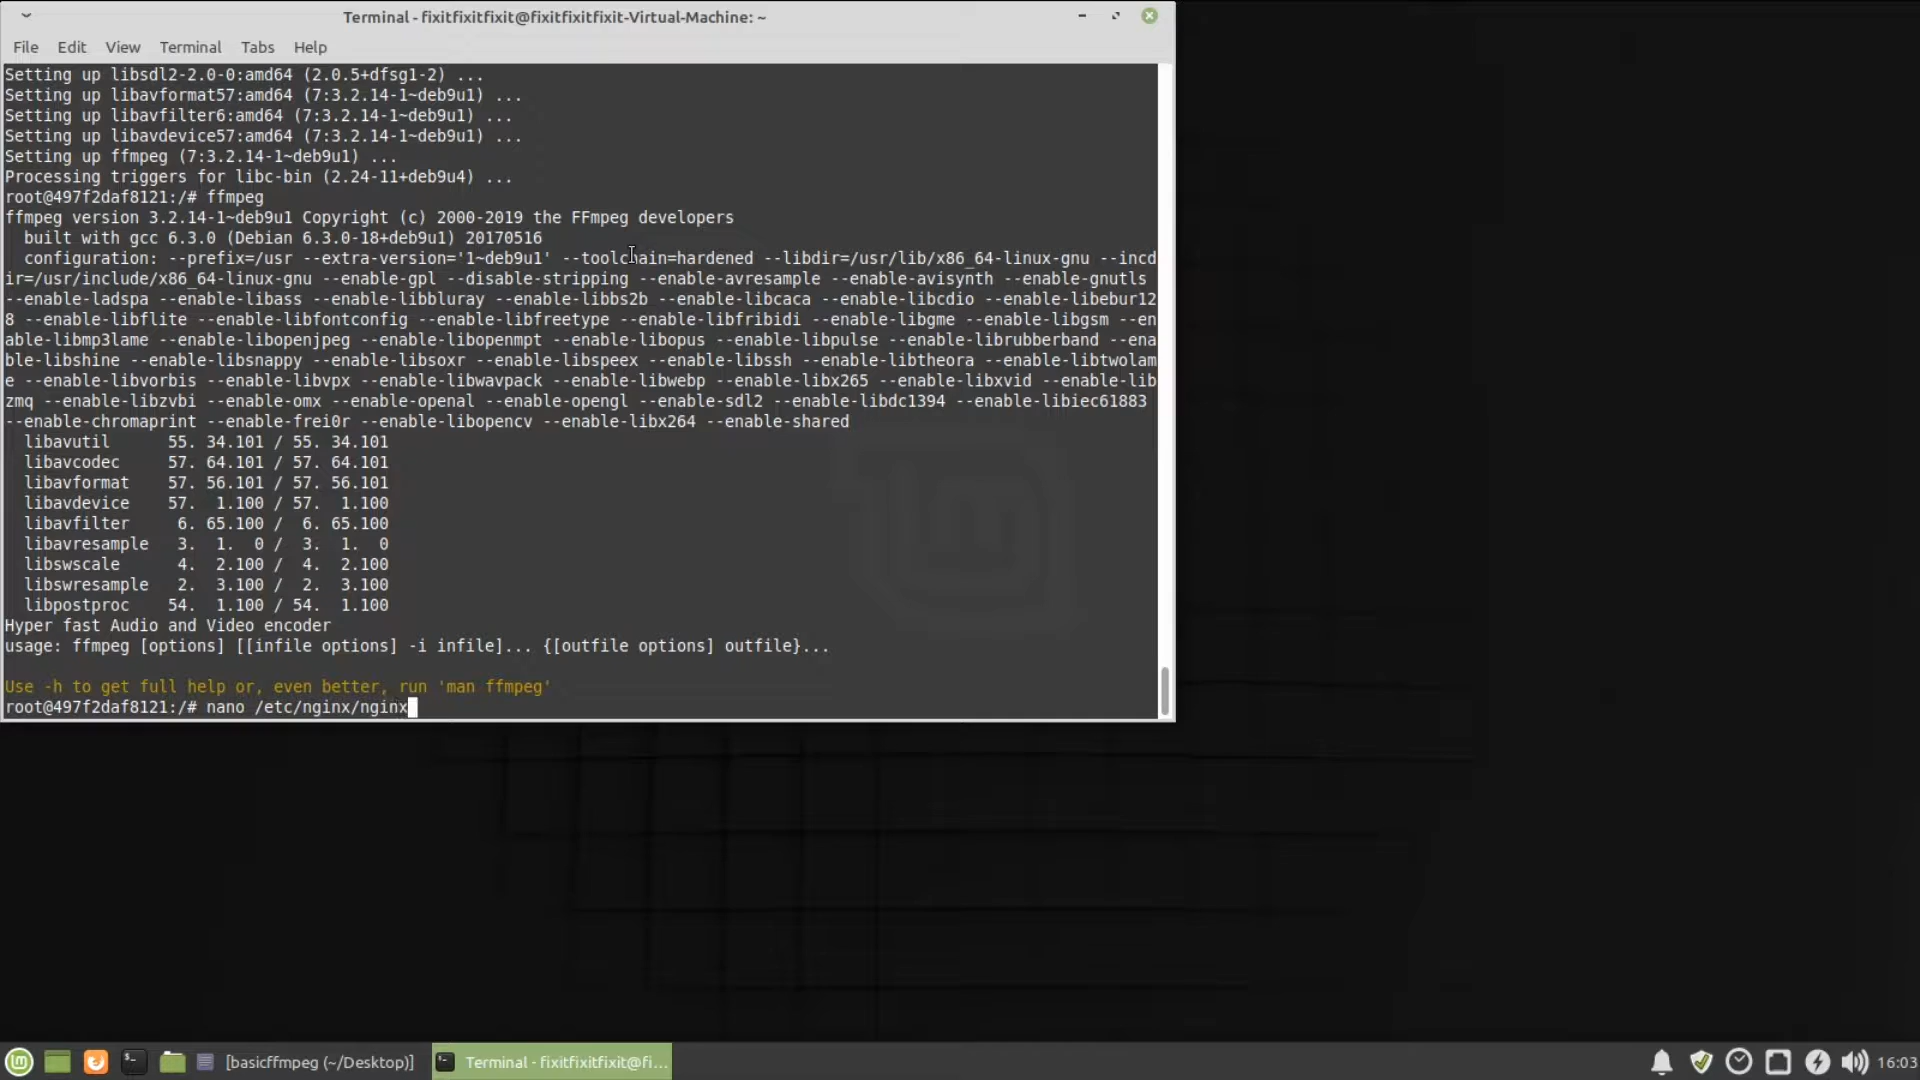 Terminal - fixitfixitfixit@fixitfixitfixit-Virtual-Machine: ~
File Edit View Terminal Tabs Help
Setting up libsdl2-2.0-0:amd64 (2.0.5+dfsg1-2) ...
Setting up libavformat57:amd64 (7:3.2.14-1~deb9u1) ...
Setting up libavfilter6:amd64 (7:3.2.14-1~deb9u1) ...
Setting up libavdevice57:amd64 (7:3.2.14-1~deb9u1) ...
Setting up ffmpeg (7:3.2.14-1~deb9u1) ...
Processing triggers for libc-bin (2.24-11+deb9u4) ...
root@497f2daf8121:/# ffmpeg
ffmpeg version 3.2.14-1~deb9u1 Copyright (c) 2000-2019 the FFmpeg developers
  built with gcc 6.3.0 (Debian 6.3.0-18+deb9u1) 20170516
  configuration: --prefix=/usr --extra-version='1~deb9u1' --toolchain=hardened --libdir=/usr/lib/x86_64-linux-gnu --incd
ir=/usr/include/x86_64-linux-gnu --enable-gpl --disable-stripping --enable-avresample --enable-avisynth --enable-gnutls
--enable-ladspa --enable-libass --enable-libbluray --enable-libbs2b --enable-libcaca --enable-libcdio --enable-libebur12
8 --enable-libflite --enable-libfontconfig --enable-libfreetype --enable-libfribidi --enable-libgme --enable-libgsm --en
able-libmp3lame --enable-libopenjpeg --enable-libopenmpt --enable-libopus --enable-libpulse --enable-librubberband --ena
ble-libshine --enable-libsnappy --enable-libsoxr --enable-libspeex --enable-libssh --enable-libtheora --enable-libtwolam
e --enable-libvorbis --enable-libvpx --enable-libwavpack --enable-libwebp --enable-libx265 --enable-libxvid --enable-lib
zmq --enable-libzvbi --enable-omx --enable-openal --enable-opengl --enable-sdl2 --enable-libdc1394 --enable-libiec61883
--enable-chromaprint --enable-frei0r --enable-libopencv --enable-libx264 --enable-shared
  libavutil      55. 34.101 / 55. 34.101
  libavcodec     57. 64.101 / 57. 64.101
  libavformat    57. 56.101 / 57. 56.101
  libavdevice    57.  1.100 / 57.  1.100
  libavfilter     6. 65.100 /  6. 65.100
  libavresample   3.  1.  0 /  3.  1.  0
  libswscale      4.  2.100 /  4.  2.100
  libswresample   2.  3.100 /  2.  3.100
  libpostproc    54.  1.100 / 54.  1.100
Hyper fast Audio and Video encoder
usage: ffmpeg [options] [[infile options] -i infile]... {[outfile options] outfile}...
Use -h to get full help or, even better, run 'man ffmpeg'
root@497f2daf8121:/# nano /etc/nginx/nginx
[basicffmpeg (~/Desktop)] Terminal - fixitfixitfixit@fi... 16:03